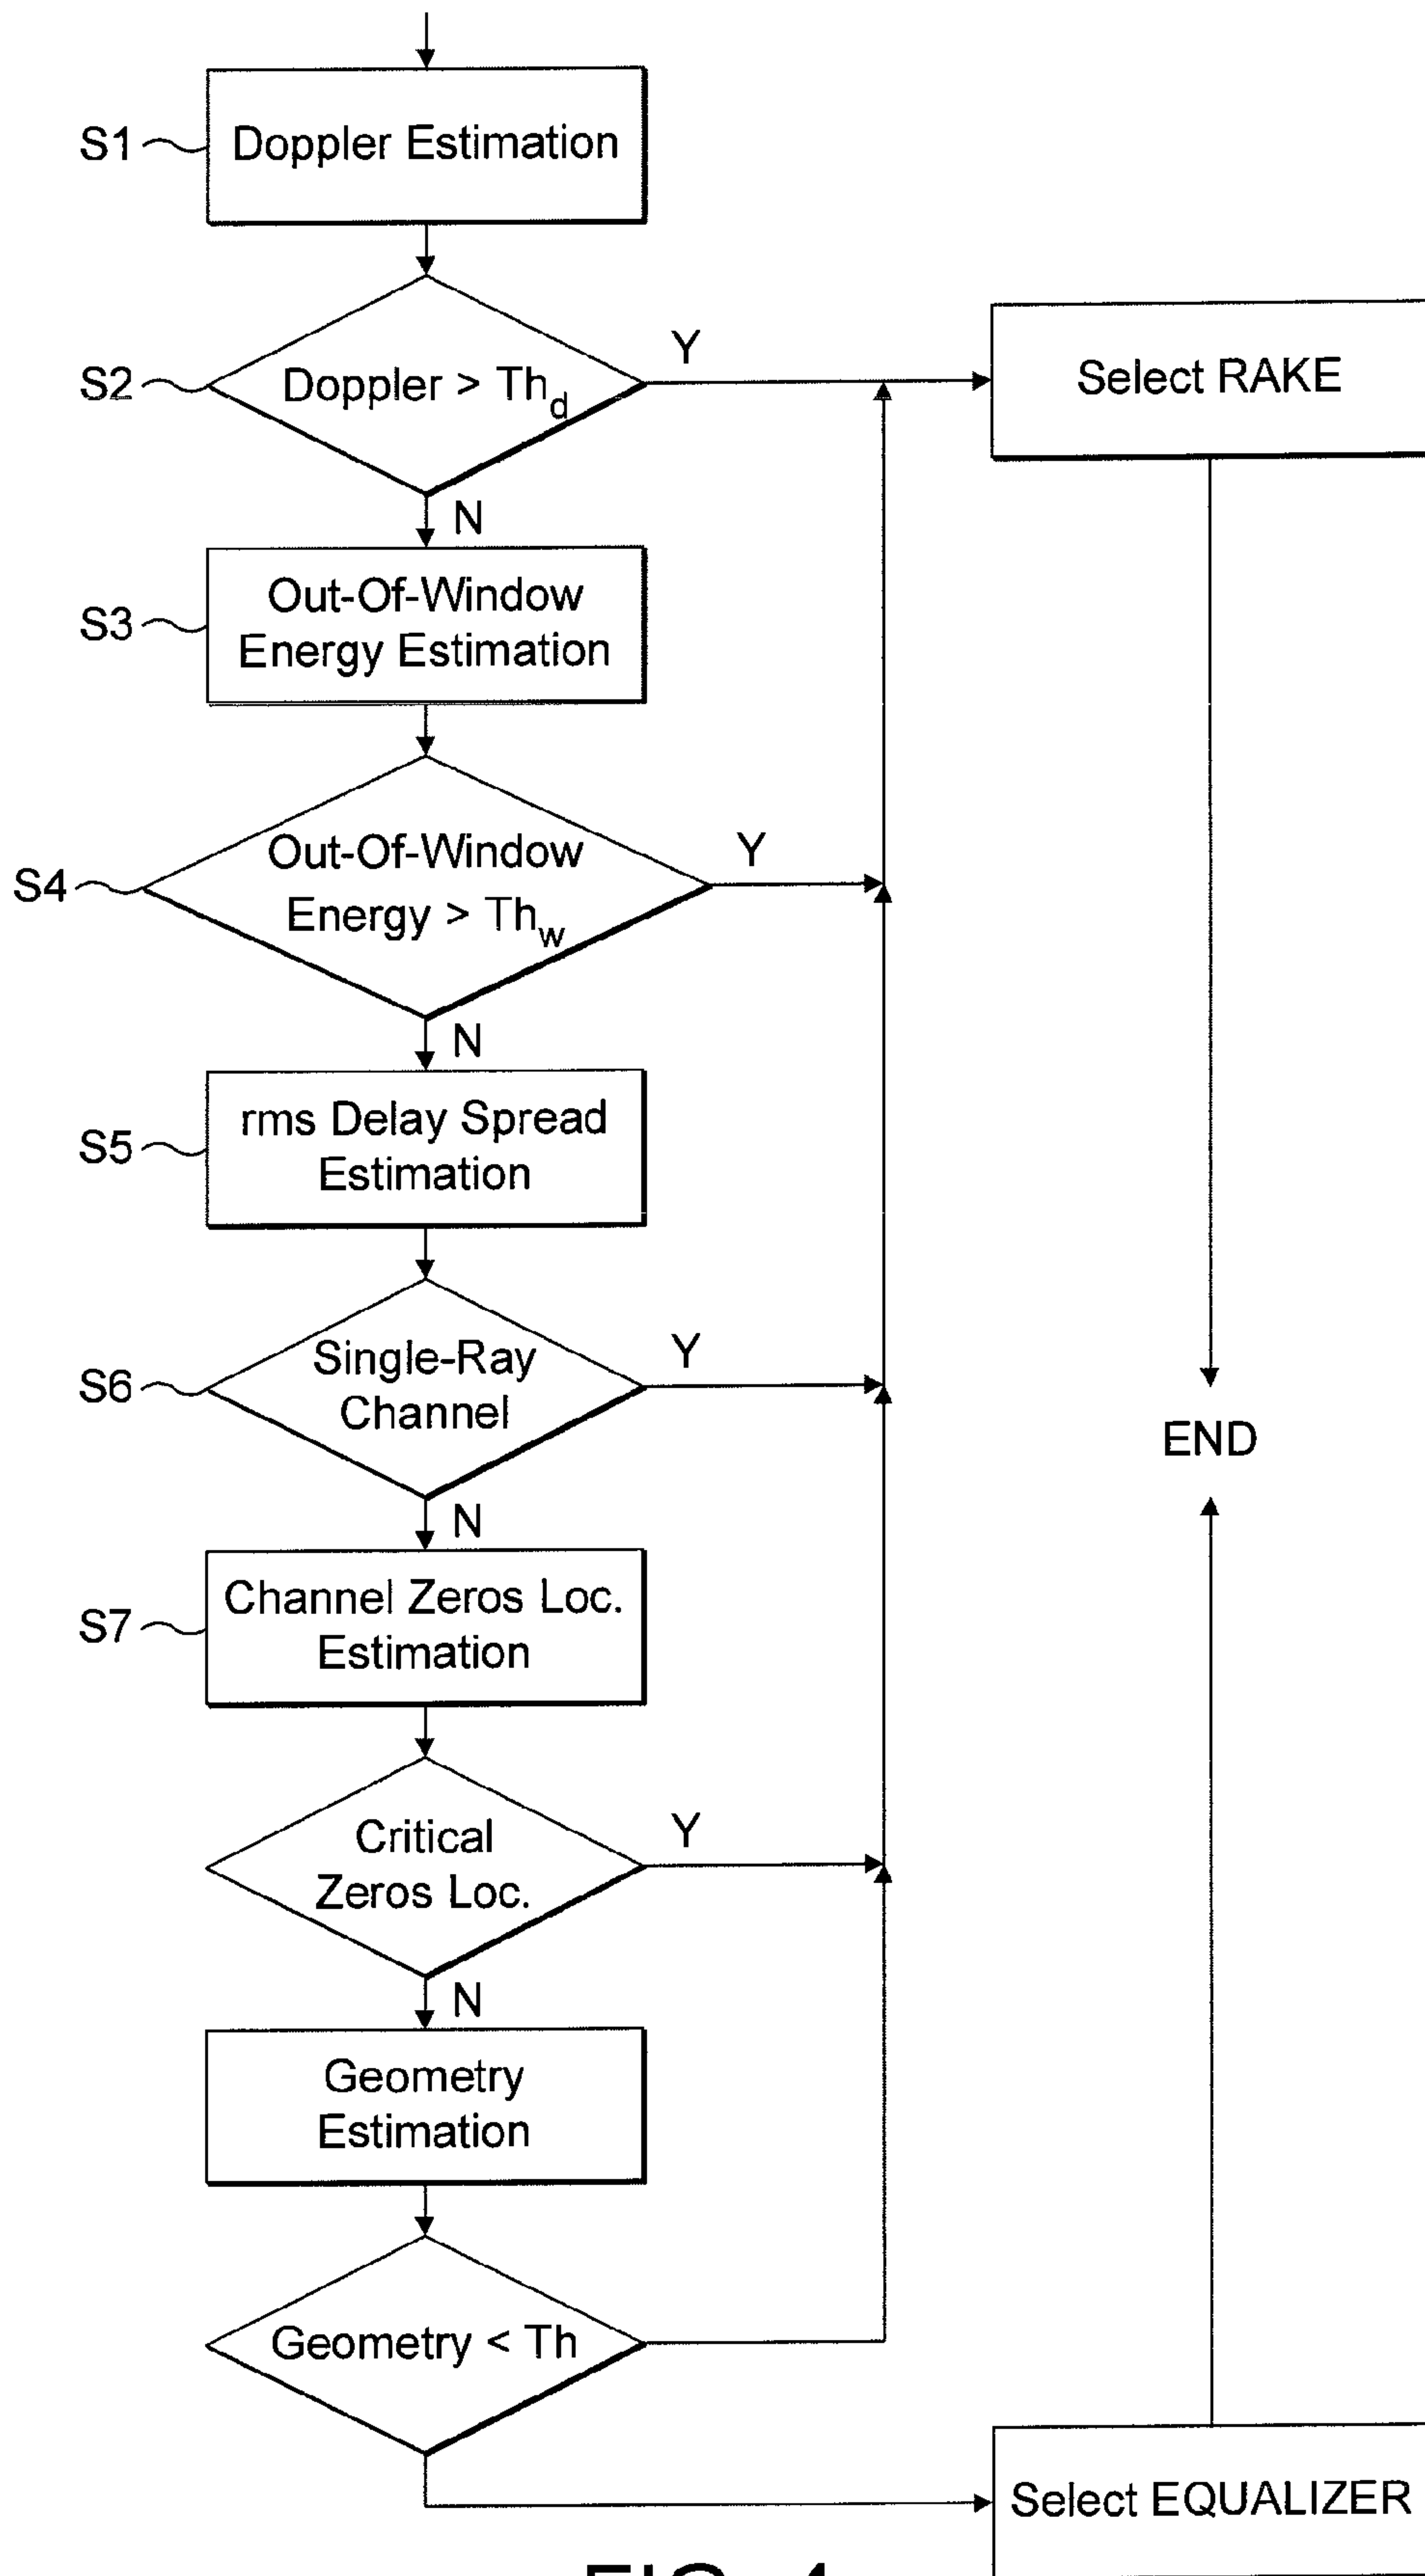 S1
Doppler Estimation
S2
Doppler > Th_d
Y
Select RAKE
N
S3
Out-Of-Window
Energy Estimation
S4
Out-Of-Window
Energy > Th_w
Y
N
S5
rms Delay Spread
Estimation
S6
Single-Ray
Channel
Y
END
N
S7
Channel Zeros Loc.
Estimation
Critical
Zeros Loc.
Y
N
Geometry
Estimation
Geometry < Th
Select EQUALIZER